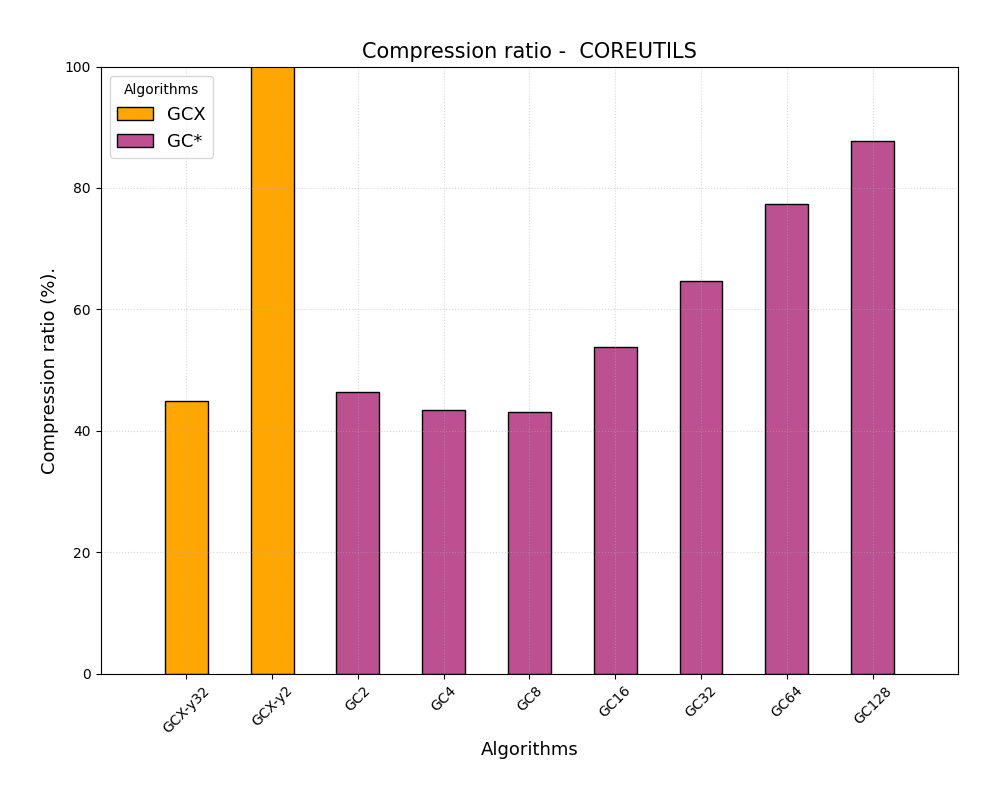 Compression ratio -  COREUTILS
Algorithms
GCX
GC*
Compression ratio (%).
100
80
60
40
20
0
GCX-y32
GCX-y2
GC2
GC4
GC8
GC16
GC32
GC64
GC128
Algorithms